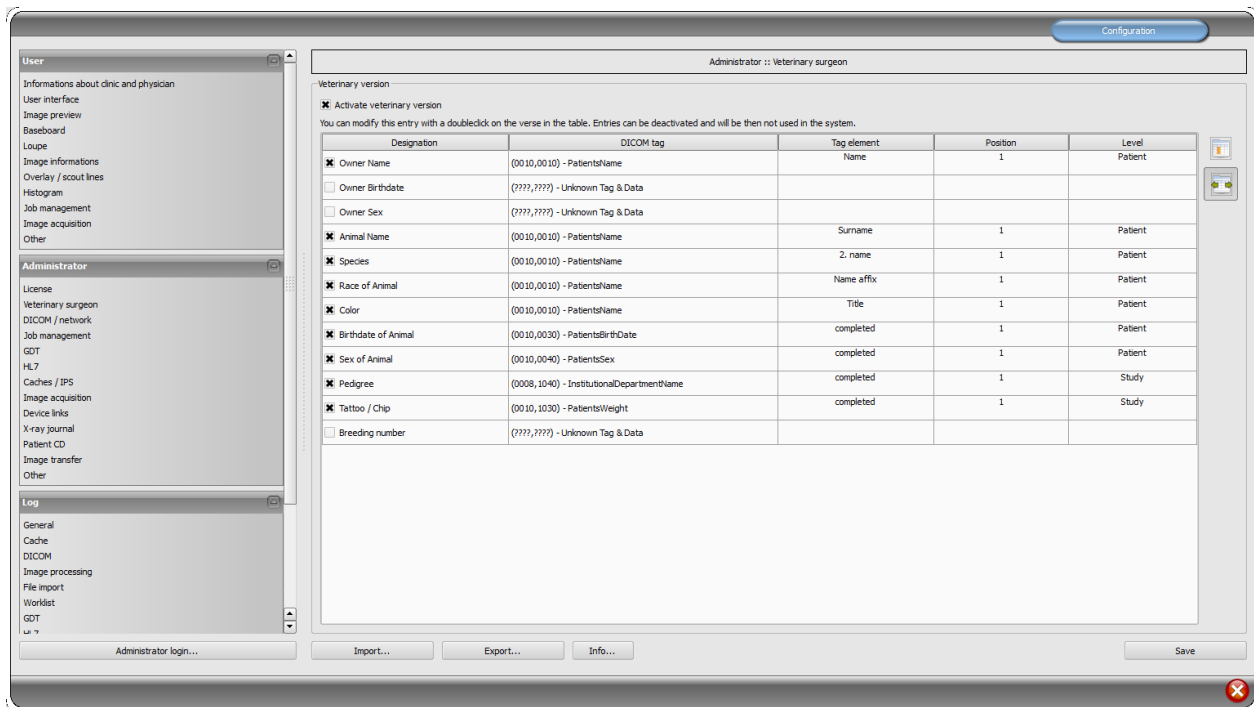 Configuration
User
Informations about clinic and physician
User interface
Image preview
Baseboard
Loupe
Image informations
Overlay / scout lines
Histogram
Job management
Image acquisition
Other
Administrator
License
Veterinary surgeon
DICOM / network
Job management
GDT
HL7
Caches / IPS
Image acquisition
Device links
X-ray journal
Patient CD
Image transfer
Other
Log
General
Cache
DICOM
Image processing
File import
Worklist
GDT
HL7
Administrator login...
Administrator :: Veterinary surgeon
Veterinary version
Activate veterinary version
You can modify this entry with a doubleclick on the verse in the table. Entries can be deactivated and will be then not used in the system.
Designation DICOM tag Tag element Position Level
Owner Name (0010,0010) - PatientsName Name 1 Patient
Owner Birthdate (????,????) - Unknown Tag & Data
Owner Sex (????,????) - Unknown Tag & Data
Animal Name (0010,0010) - PatientsName Surname 1 Patient
Species (0010,0010) - PatientsName 2. name 1 Patient
Race of Animal (0010,0010) - PatientsName Name affix 1 Patient
Color (0010,0010) - PatientsName Title 1 Patient
Birthdate of Animal (0010,0030) - PatientsBirthDate completed 1 Patient
Sex of Animal (0010,0040) - PatientsSex completed 1 Patient
Pedigree (0008,1040) - InstitutionalDepartmentName completed 1 Study
Tattoo / Chip (0010,1030) - PatientsWeight completed 1 Study
Breeding number (????,????) - Unknown Tag & Data
Import... Export... Info... Save